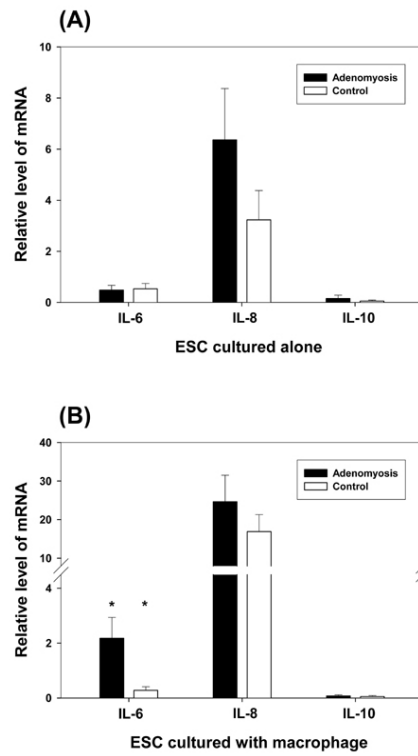 (A)
10
8
6
4
2
0
Relative level of mRNA
Adenomyosis
Control
IL-6 IL-8 IL-10
ESC cultured alone
(B)
40
30
20
10
4
2
0
Relative level of mRNA
Adenomyosis
Control
* *
IL-6 IL-8 IL-10
ESC cultured with macrophage